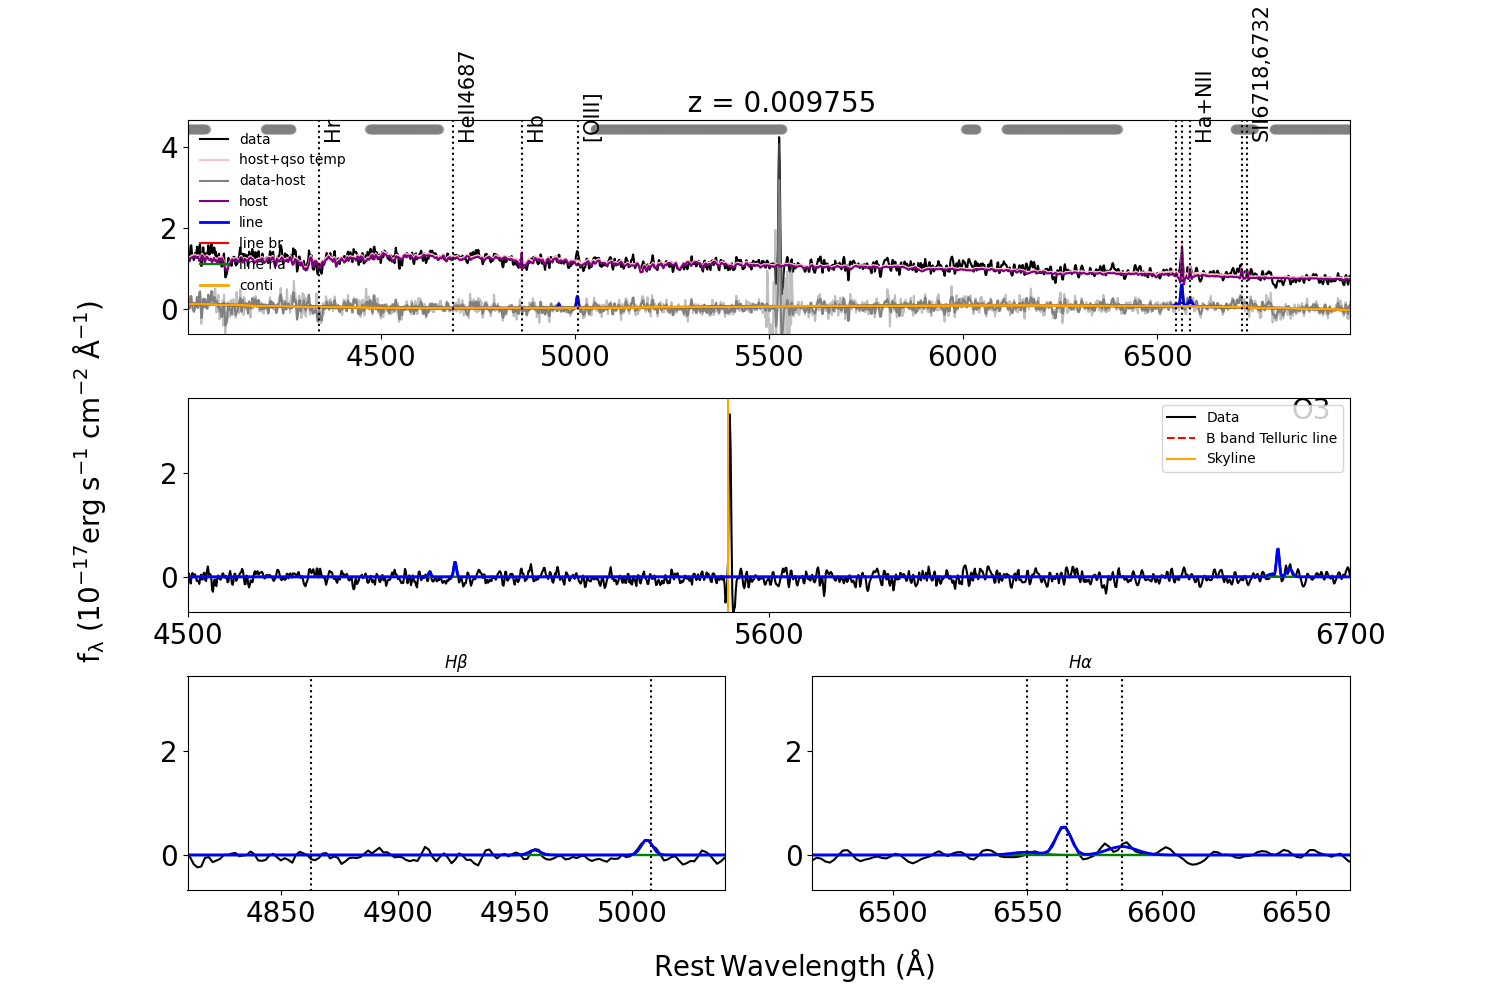 z = 0.009755
Hr
HeII4687
Hb
[OIII]
Ha+NII
SII6718,6732
data
host+qso temp
data-host
host
line
line br
line na
conti
4
2
0
4500
5000
5500
6000
6500
fλ (10⁻¹⁷erg s⁻¹ cm⁻² Å⁻¹)
O3
Data
B band Telluric line
Skyline
2
0
4500
5600
6700
Hβ
2
0
4850
4900
4950
5000
Hα
2
0
6500
6550
6600
6650
Rest Wavelength (Å)